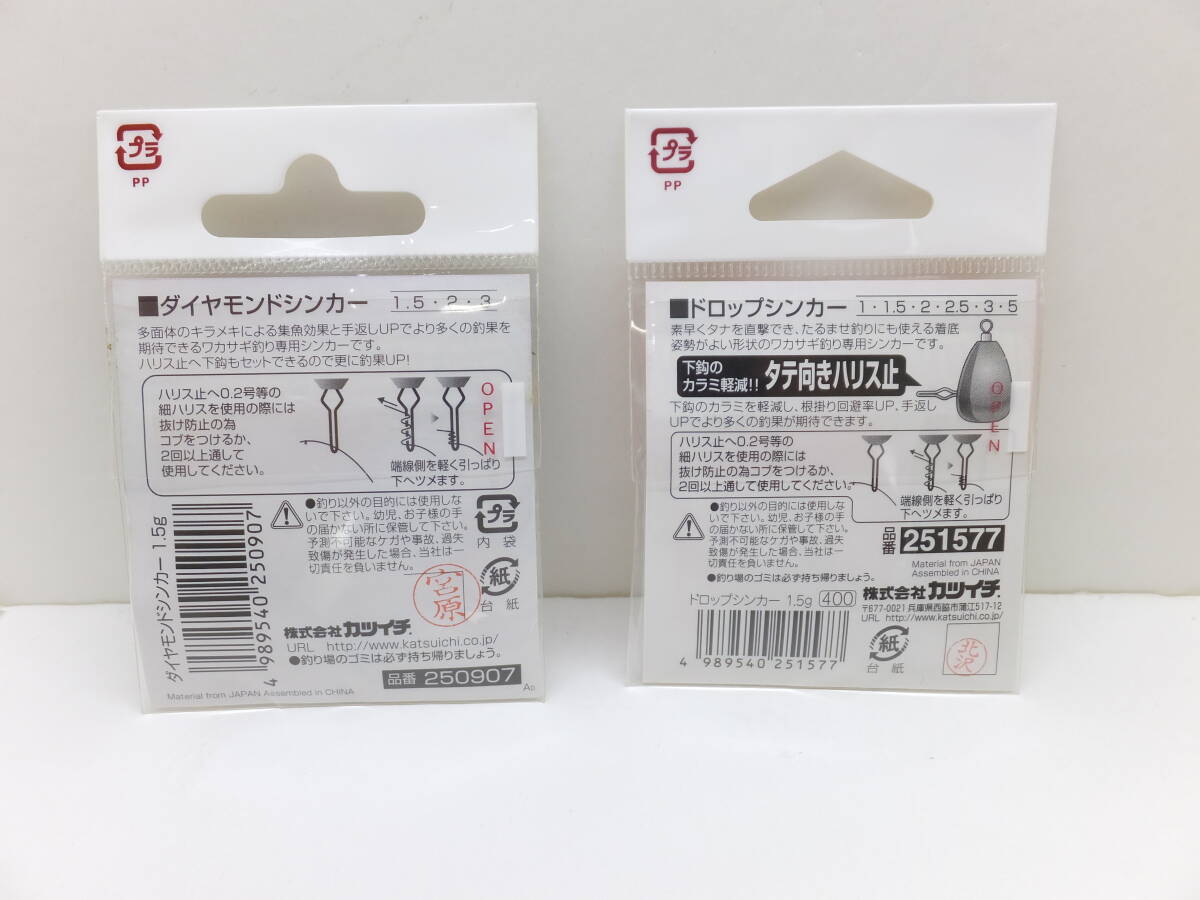 プラ
PP
■ダイヤモンドシンカー 1.5・2・3
多面体のキラメキによる集魚効果と手返しUPでより多くの釣果を
期待できるワカサギ釣り専用シンカーです。
ハリス止へ下鈎もセットできるので更に釣果UP!
ハリス止へ0.2号等の
細ハリスを使用の際には
抜け防止の為
コブをつけるか、
2回以上通して
使用してください。
端線側を軽く引っぱり
下へツメます。
OPEN
●釣り以外の目的には使用しな
いで下さい。幼児、お子様の手
の届かない所に保管して下さい。
予測不可能なケガや事故、過失
致傷が発生した場合、当社は一
切責任を負いません。
プラ
内袋
紙
台紙
宮原
ダイヤモンドシンカー 1.5g
4 989540 250907
株式会社カツイチ
URL http://www.katsuichi.co.jp/
●釣り場のゴミは必ず持ち帰りましょう。
品番 250907
Material from JAPAN Assembled in CHINA
AD
プラ
PP
■ドロップシンカー 1・1.5・2・2.5・3・5
素早くタナを直撃でき、たるませ釣りにも使える着底
姿勢がよい形状のワカサギ釣り専用シンカーです。
下鈎の
カラミ軽減!! タテ向きハリス止
下鈎のカラミを軽減し、根掛り回避率UP、手返し
UPでより多くの釣果が期待できます。
OPEN
ハリス止へ0.2号等の
細ハリスを使用の際には
抜け防止の為コブをつけるか、
2回以上通して使用してください。
端線側を軽く引っぱり
下へツメます。
●釣り以外の目的には使用しな
いで下さい。幼児、お子様の手
の届かない所に保管して下さい。
予測不可能なケガや事故、過失
致傷が発生した場合、当社は一
切責任を負いません。
●釣り場のゴミは必ず持ち帰りましょう。
品番 251577
Material from JAPAN
Assembled in CHINA
株式会社カツイチ
〒677-0021 兵庫県西脇市蒲江517-12
URL http://www.katsuichi.co.jp/
ドロップシンカー 1.5g 400
4 989540 251577
紙
台紙
北沢